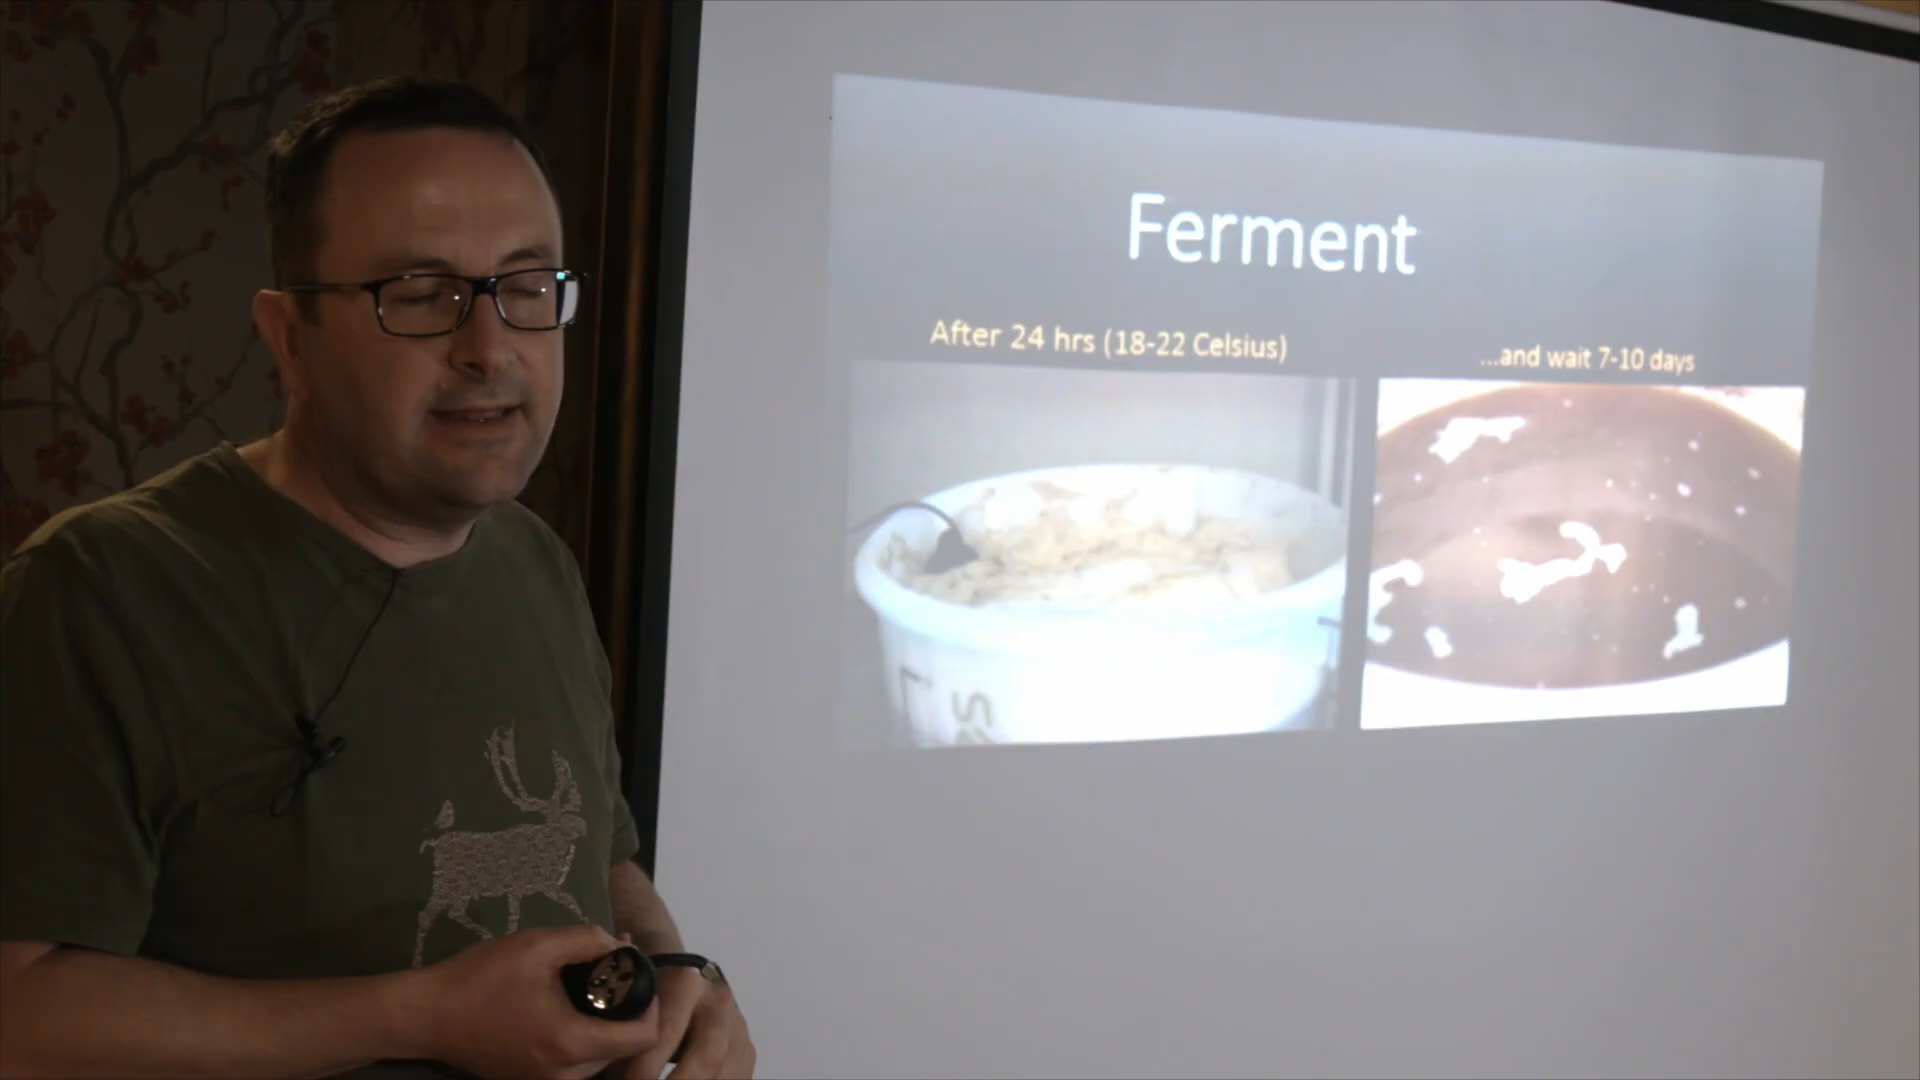 Ferment
After 24 hrs (18-22 Celsius)
...and wait 7-10 days